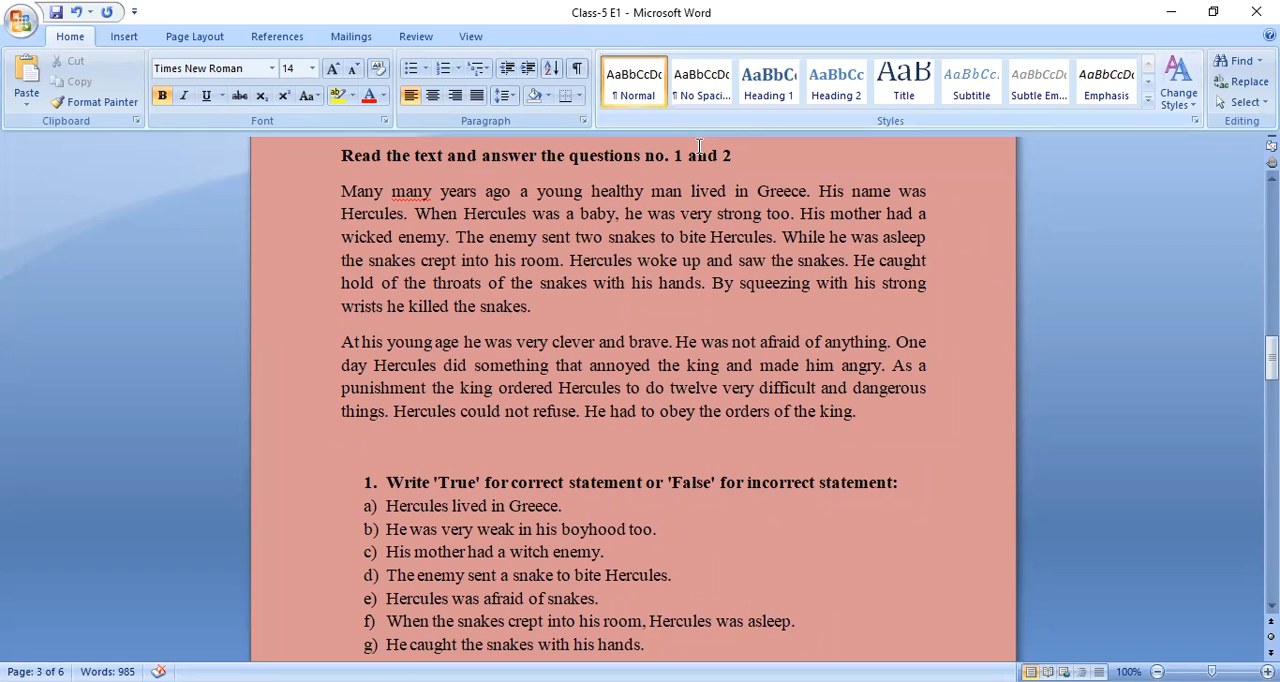 Class-5 E1 - Microsoft Word
Home Insert Page Layout References Mailings Review View
Paste Cut Copy Format Painter Clipboard
Times New Roman 14 Font
Paragraph
AaBbCcDc AaBbCcDc AaBbC AaBbCc AaB AaBbCc. AaBbCcDc AaBbCcDc
¶ Normal ¶ No Spaci... Heading 1 Heading 2 Title Subtitle Subtle Em... Emphasis
Change Styles
Styles
Find Replace Select Editing
Read the text and answer the questions no. 1 and 2
Many many years ago a young healthy man lived in Greece. His name was
Hercules. When Hercules was a baby, he was very strong too. His mother had a
wicked enemy. The enemy sent two snakes to bite Hercules. While he was asleep
the snakes crept into his room. Hercules woke up and saw the snakes. He caught
hold of the throats of the snakes with his hands. By squeezing with his strong
wrists he killed the snakes.
At his young age he was very clever and brave. He was not afraid of anything. One
day Hercules did something that annoyed the king and made him angry. As a
punishment the king ordered Hercules to do twelve very difficult and dangerous
things. Hercules could not refuse. He had to obey the orders of the king.
1. Write 'True' for correct statement or 'False' for incorrect statement:
a) Hercules lived in Greece.
b) He was very weak in his boyhood too.
c) His mother had a witch enemy.
d) The enemy sent a snake to bite Hercules.
e) Hercules was afraid of snakes.
f) When the snakes crept into his room, Hercules was asleep.
g) He caught the snakes with his hands.
Page: 3 of 6 Words: 985 100%